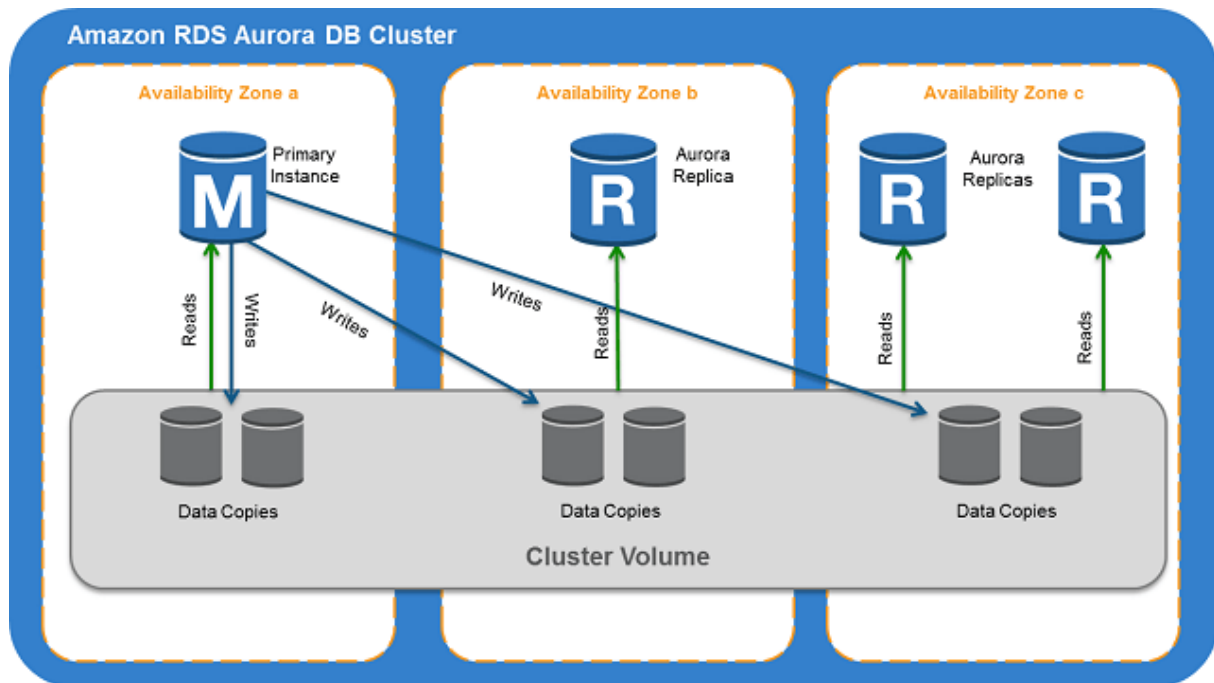 Amazon RDS Aurora DB Cluster
Availability Zone a
Availability Zone b
Availability Zone c
M
Primary
Instance
R
Aurora
Replica
R
Aurora
Replicas
R
Reads
Writes
Writes
Writes
Reads
Reads
Reads
Data Copies
Data Copies
Data Copies
Cluster Volume